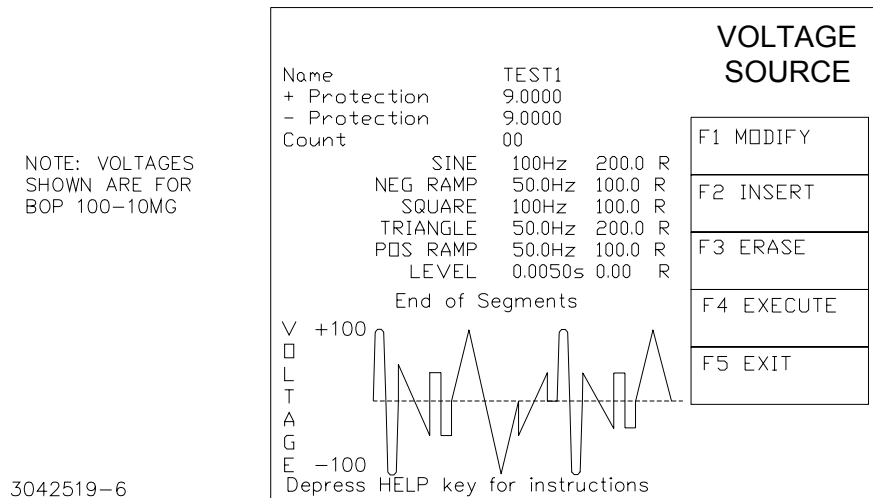 VOLTAGE
SOURCE
Name TEST1
+ Protection 9.0000
- Protection 9.0000
Count 00
SINE 100Hz 200.0 R
NEG RAMP 50.0Hz 100.0 R
SQUARE 100Hz 100.0 R
TRIANGLE 50.0Hz 200.0 R
POS RAMP 50.0Hz 100.0 R
LEVEL 0.0050s 0.00 R
End of Segments
F1 MODIFY
F2 INSERT
F3 ERASE
F4 EXECUTE
F5 EXIT
NOTE: VOLTAGES
SHOWN ARE FOR
BOP 100-10MG
VOLTAGE
+100
-100
Depress HELP key for instructions
3042519-6